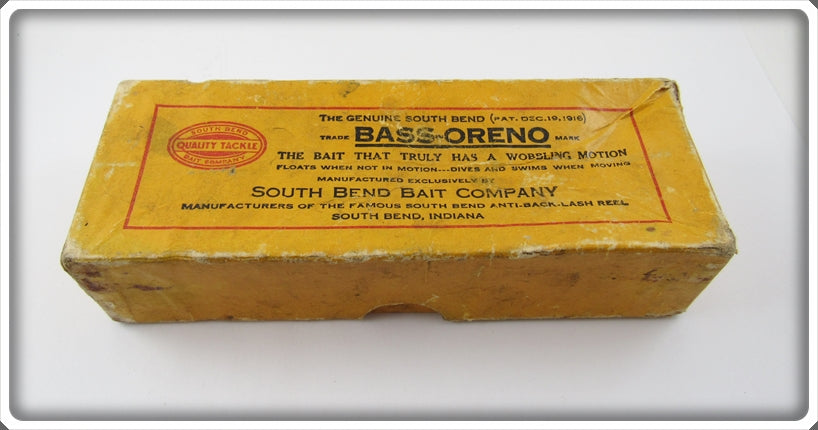 SOUTH BEND
QUALITY TACKLE
BAIT COMPANY
THE GENUINE SOUTH BEND (PAT. DEC. 19, 1916)
TRADE BASS-ORENO MARK
THE BAIT THAT TRULY HAS A WOBBLING MOTION
FLOATS WHEN NOT IN MOTION---DIVES AND SWIMS WHEN MOVING
MANUFACTURED EXCLUSIVELY BY
SOUTH BEND BAIT COMPANY
MANUFACTURERS OF THE FAMOUS SOUTH BEND ANTI-BACK-LASH REEL
SOUTH BEND, INDIANA